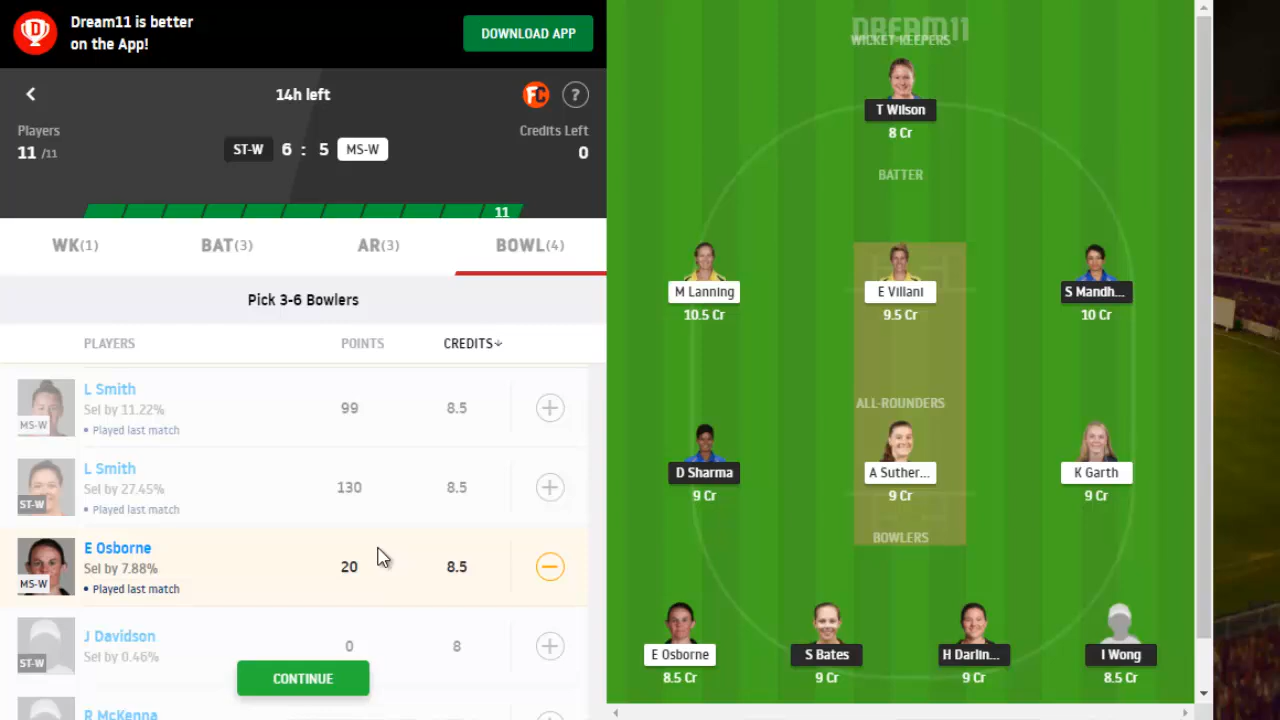 Dream11 is better
on the App!
DOWNLOAD APP
14h left
FC
?
Players
11 /11
ST-W 6 : 5 MS-W
Credits Left
0
11
WK(1) BAT(3) AR(3) BOWL(4)
Pick 3-6 Bowlers
PLAYERS POINTS CREDITS
L Smith
Sel by 11.22% 99 8.5
MS-W
Played last match
L Smith
Sel by 27.45% 130 8.5
ST-W
Played last match
E Osborne
Sel by 7.88% 20 8.5
MS-W
Played last match
J Davidson
Sel by 0.46% 0 8
ST-W
CONTINUE
R McKenna
DREAM11
WICKET-KEEPERS
T Wilson
8 Cr
BATTER
M Lanning E Villani S Mandh...
10.5 Cr 9.5 Cr 10 Cr
ALL-ROUNDERS
D Sharma A Suther... K Garth
9 Cr 9 Cr 9 Cr
BOWLERS
E Osborne S Bates H Darlin... I Wong
8.5 Cr 9 Cr 9 Cr 8.5 Cr